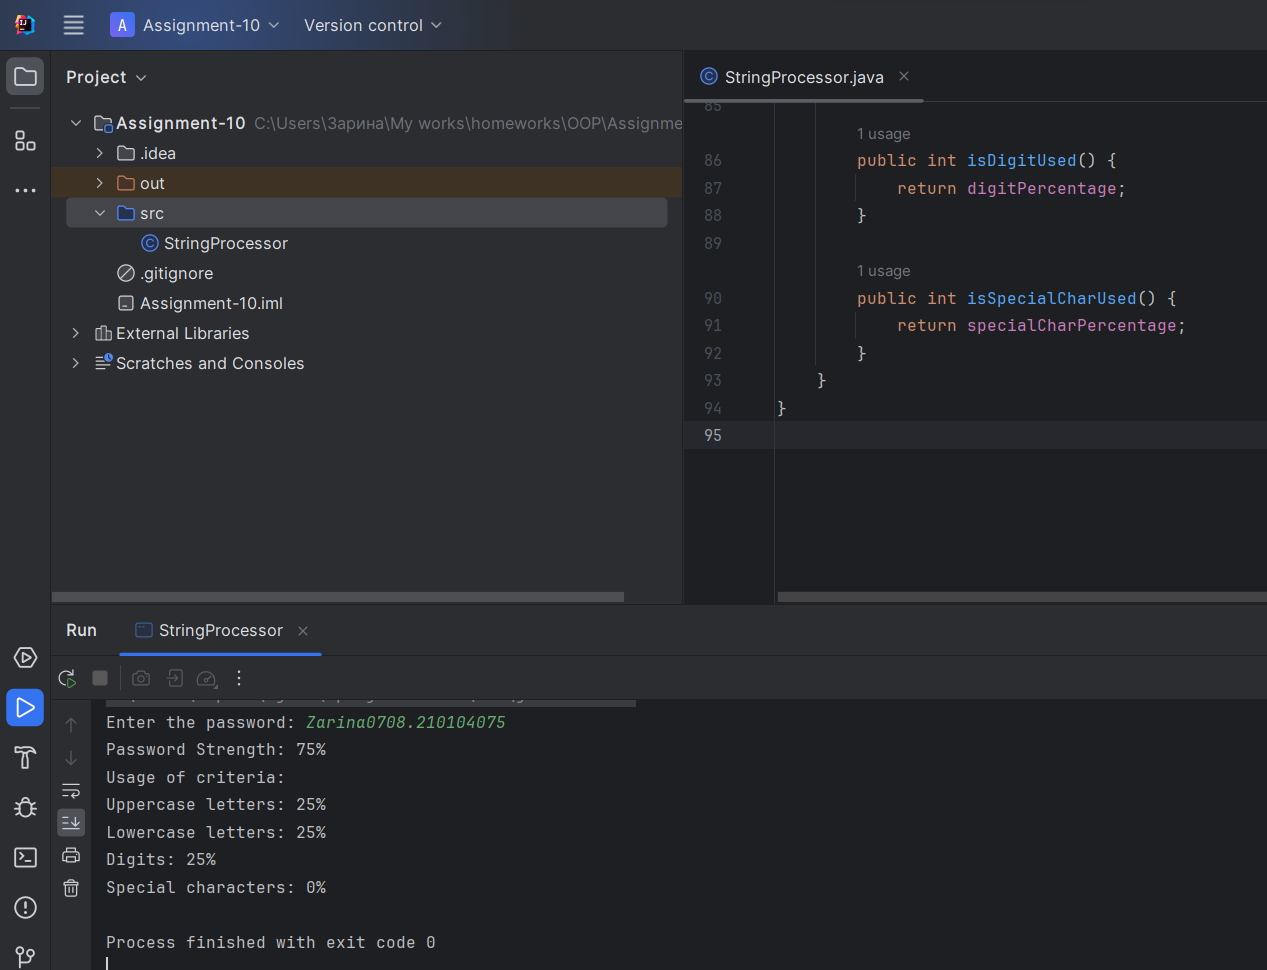 A Assignment-10 Version control
Project
StringProcessor.java
Assignment-10 C:\Users\Зарина\My works\homeworks\OOP\Assignme
.idea
out
src
StringProcessor
.gitignore
Assignment-10.iml
External Libraries
Scratches and Consoles
85
1 usage
86 public int isDigitUsed() {
87 return digitPercentage;
88 }
89
1 usage
90 public int isSpecialCharUsed() {
91 return specialCharPercentage;
92 }
93 }
94 }
95
Run StringProcessor
Enter the password: Zarina0708.210104075
Password Strength: 75%
Usage of criteria:
Uppercase letters: 25%
Lowercase letters: 25%
Digits: 25%
Special characters: 0%
Process finished with exit code 0